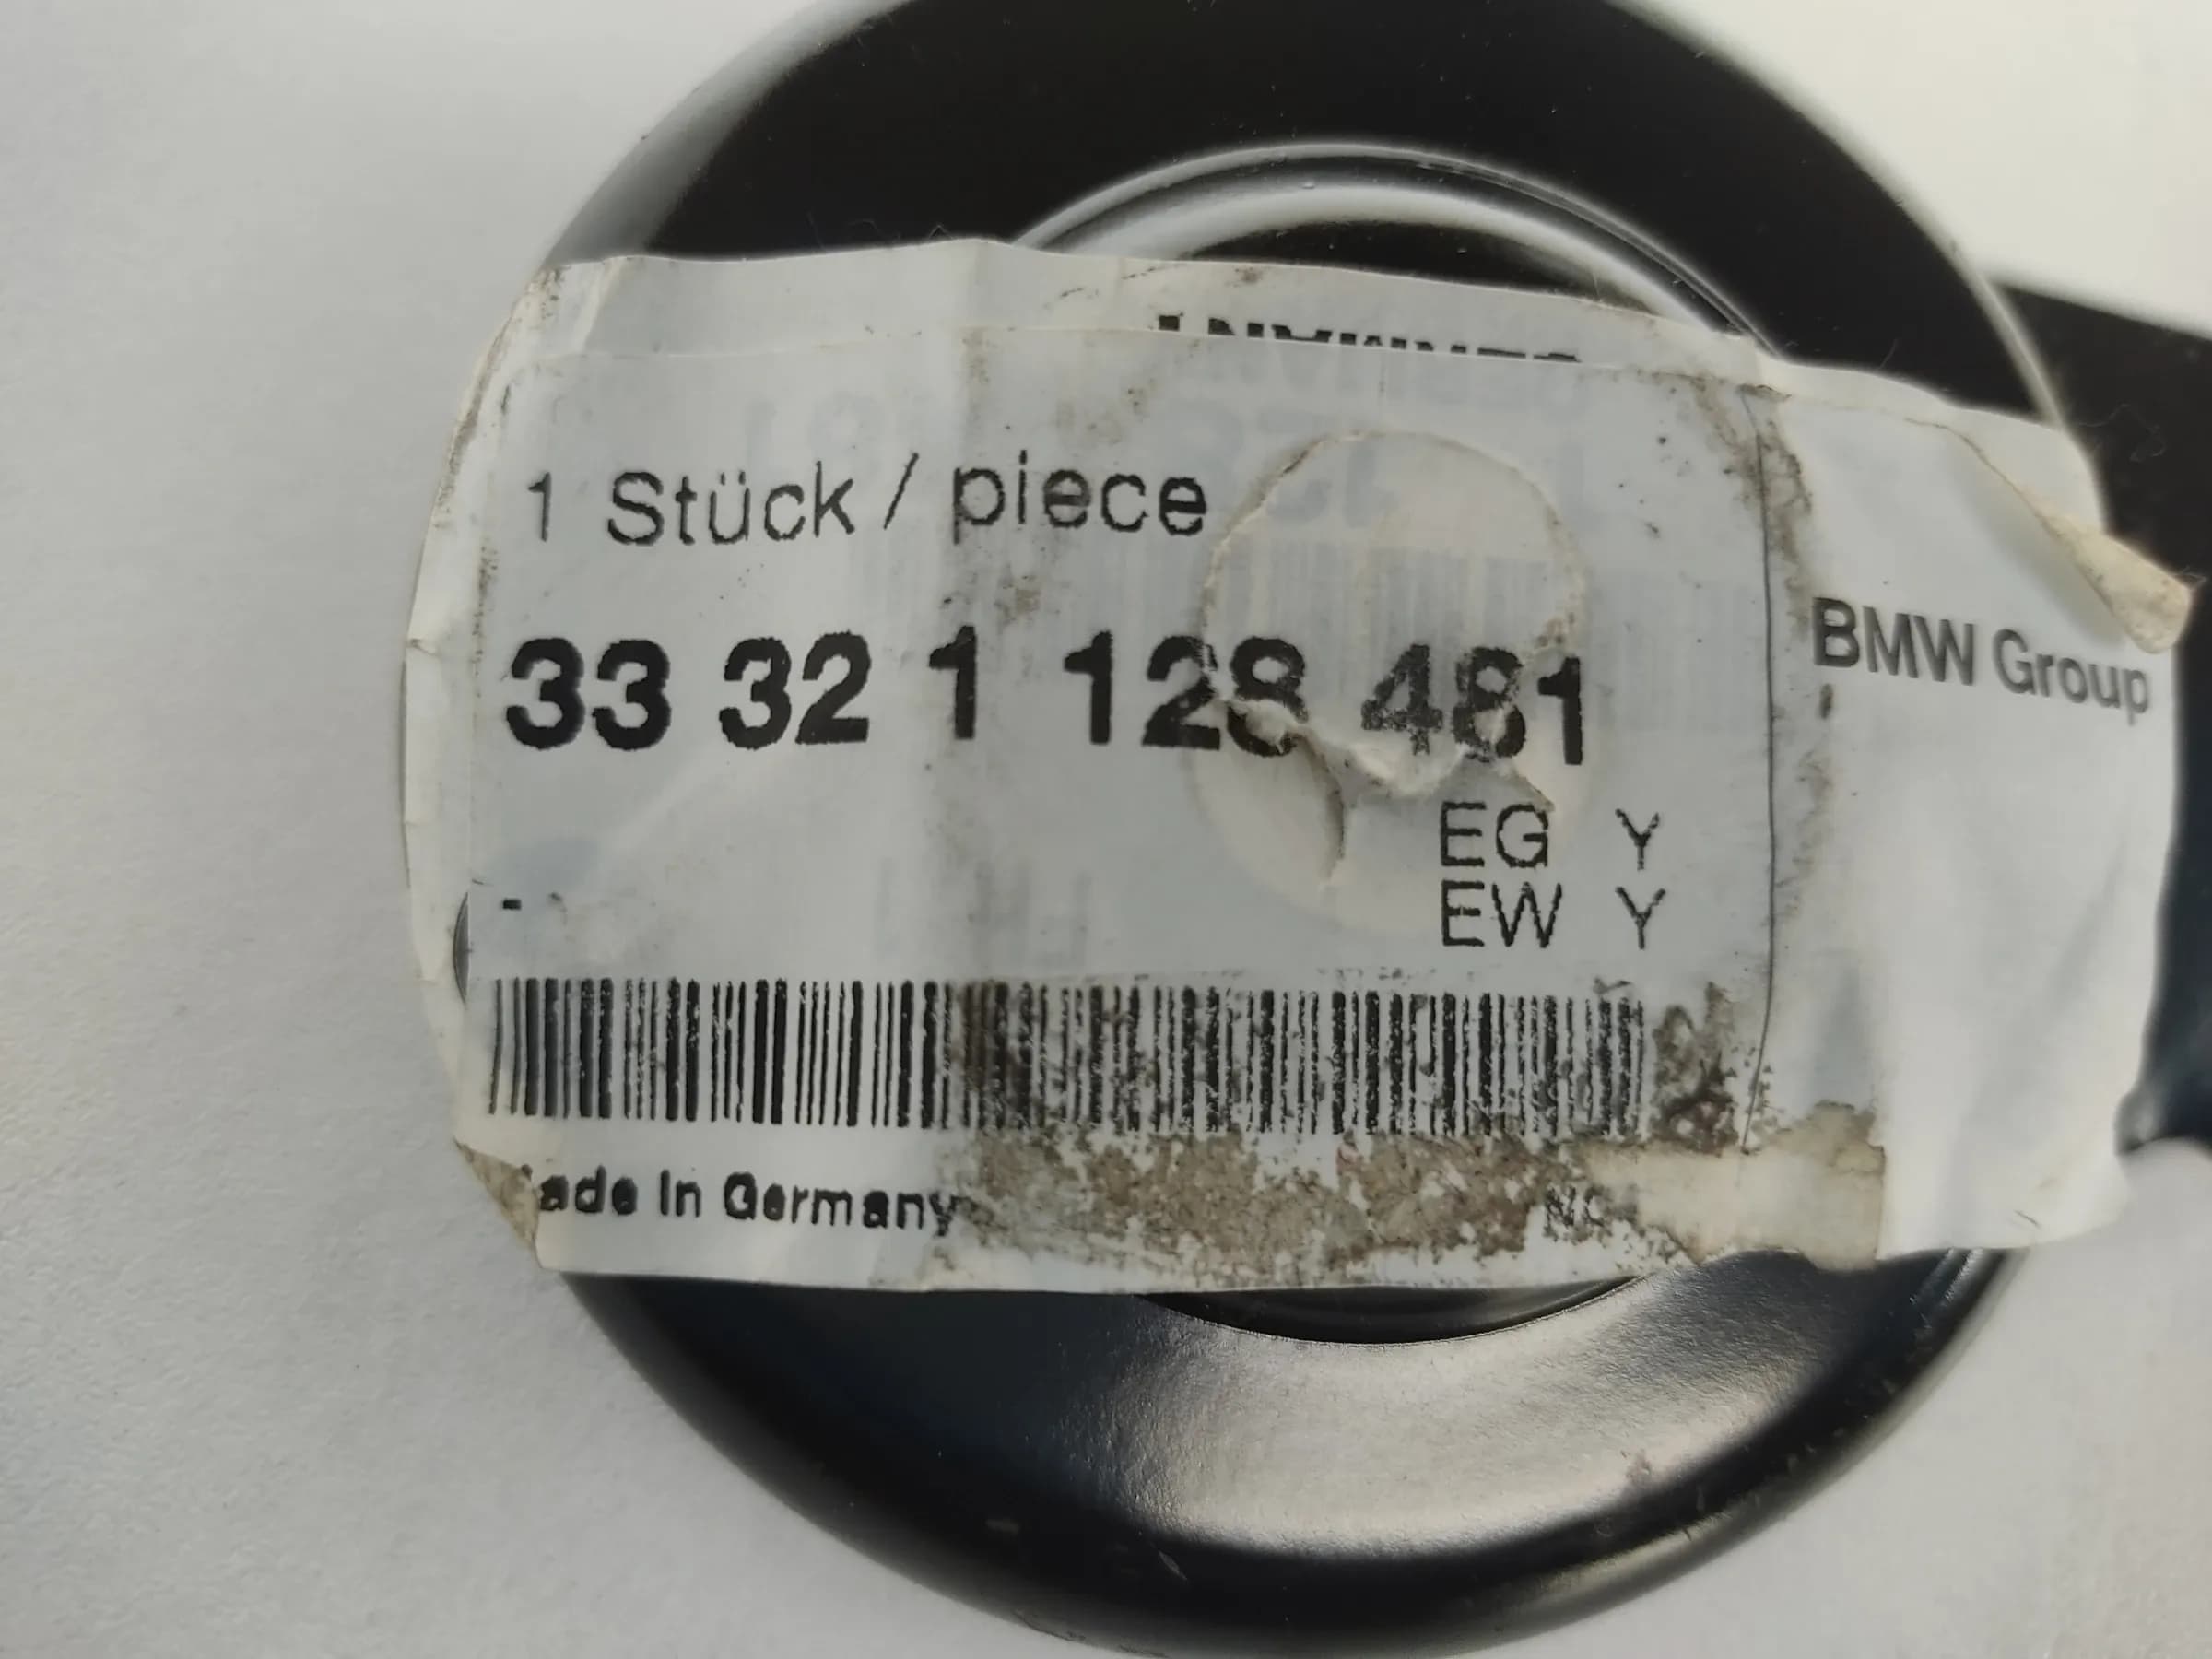 1 Stück / piece
33 32 1 128 481
BMW Group
EG Y
EW Y
-
ade In Germany